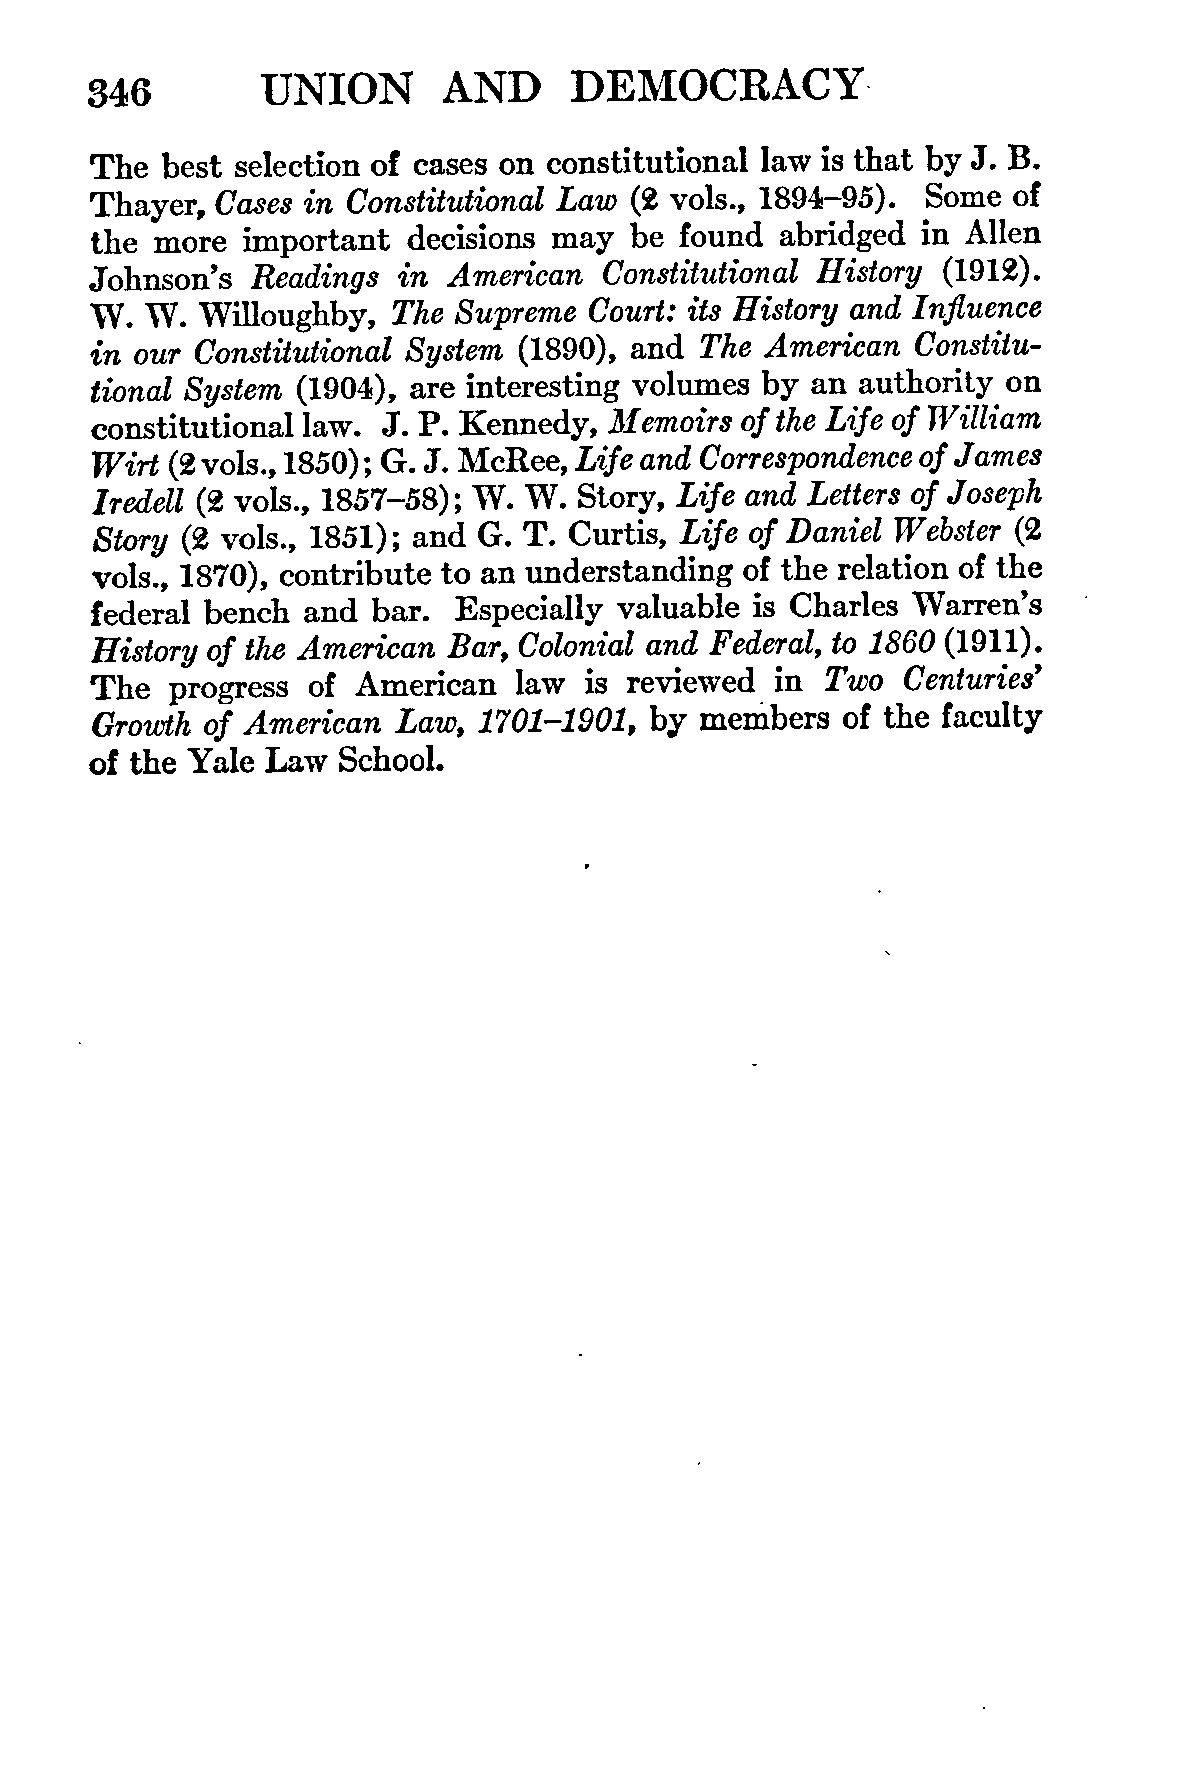 346 UNION AND DEMOCRACY
The best selection of cases on constitutional law is that by J. B.
Thayer, Cases in Constitutional Law (2 vols., 1894–95). Some of
the more important decisions may be found abridged in Allen
Johnson's Readings in American Constitutional History (1912).
W. W. Willoughby, The Supreme Court: its History and Influence
in our Constitutional System (1890), and The American Constitu-
tional System (1904), are interesting volumes by an authority on
constitutional law. J. P. Kennedy, Memoirs of the Life of William
Wirt (2 vols., 1850); G. J. McRee, Life and Correspondence of James
Iredell (2 vols., 1857–58); W. W. Story, Life and Letters of Joseph
Story (2 vols., 1851); and G. T. Curtis, Life of Daniel Webster (2
vols., 1870), contribute to an understanding of the relation of the
federal bench and bar. Especially valuable is Charles Warren's
History of the American Bar, Colonial and Federal, to 1860 (1911).
The progress of American law is reviewed in Two Centuries'
Growth of American Law, 1701–1901, by members of the faculty
of the Yale Law School.